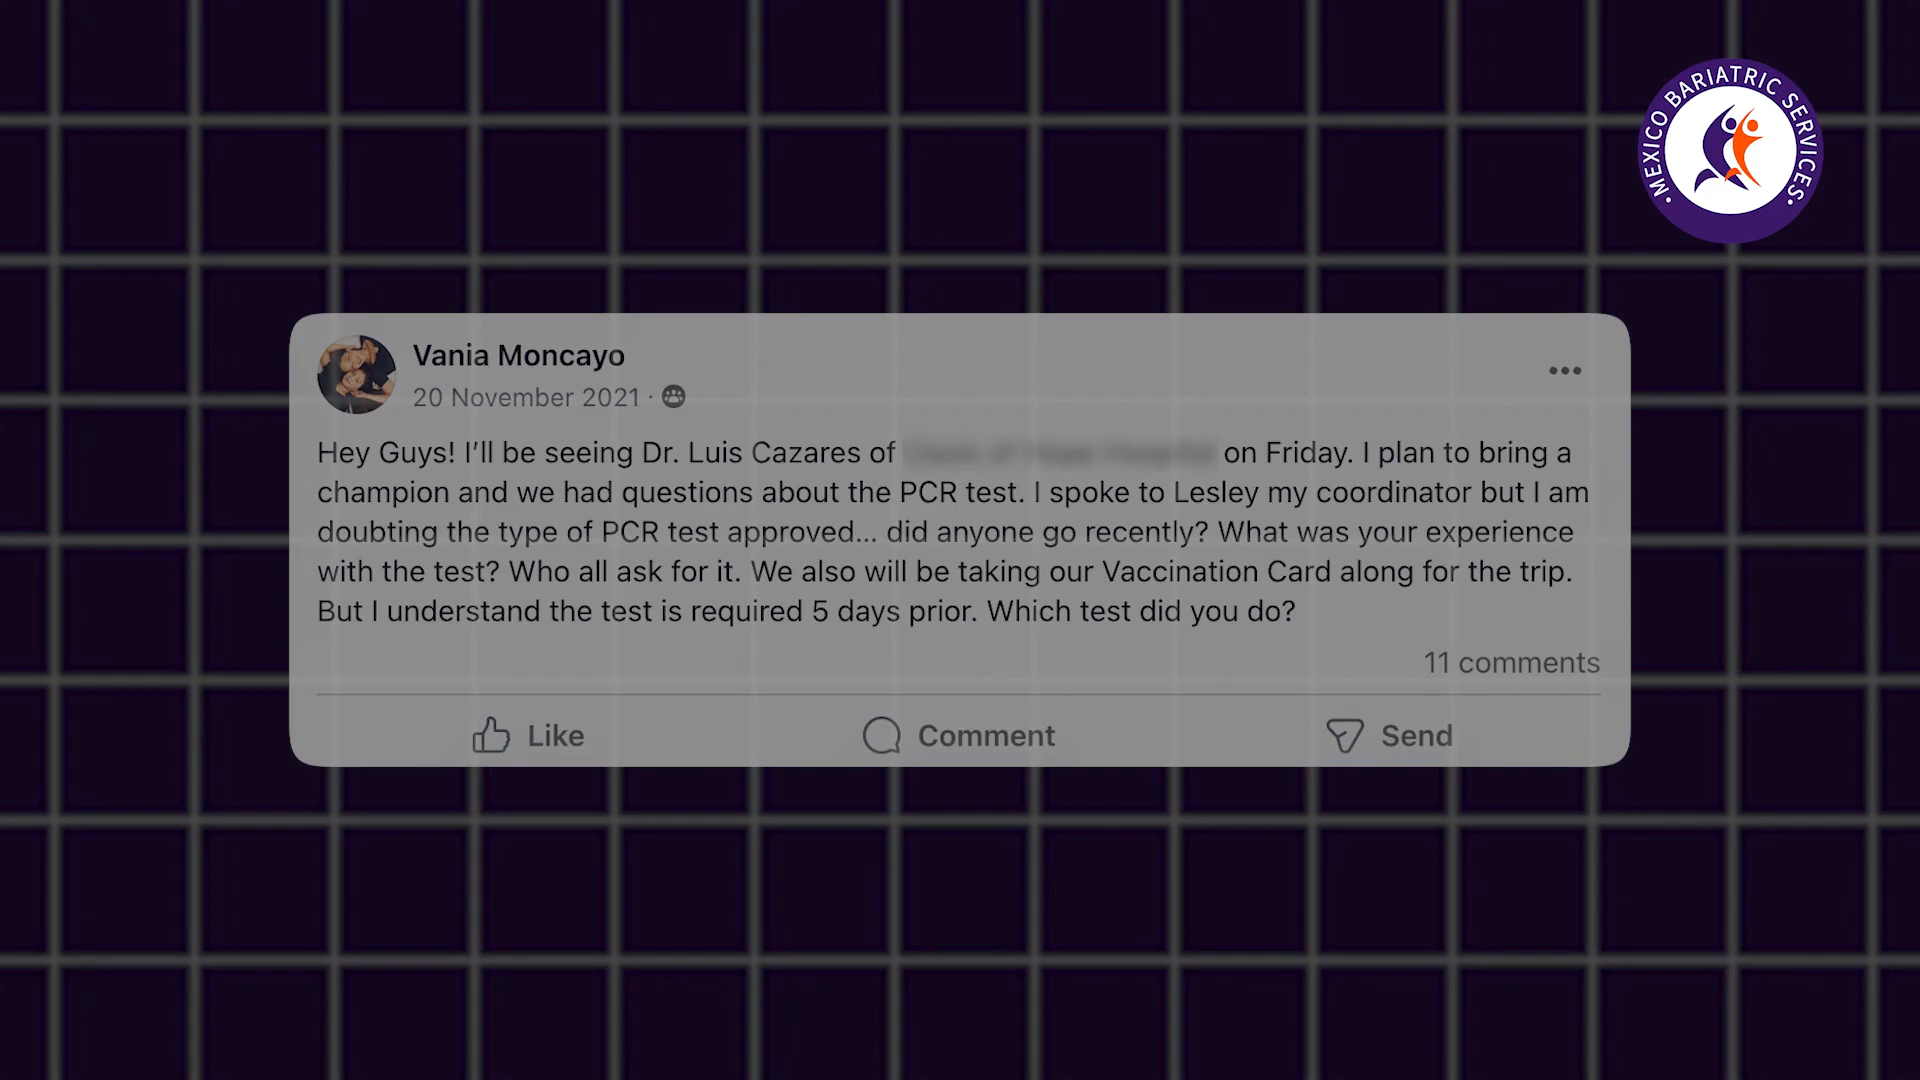 MEXICO BARIATRIC SERVICES
Vania Moncayo
20 November 2021 ·
Hey Guys! I'll be seeing Dr. Luis Cazares of on Friday. I plan to bring a
champion and we had questions about the PCR test. I spoke to Lesley my coordinator but I am
doubting the type of PCR test approved... did anyone go recently? What was your experience
with the test? Who all ask for it. We also will be taking our Vaccination Card along for the trip.
But I understand the test is required 5 days prior. Which test did you do?
11 comments
Like
Comment
Send